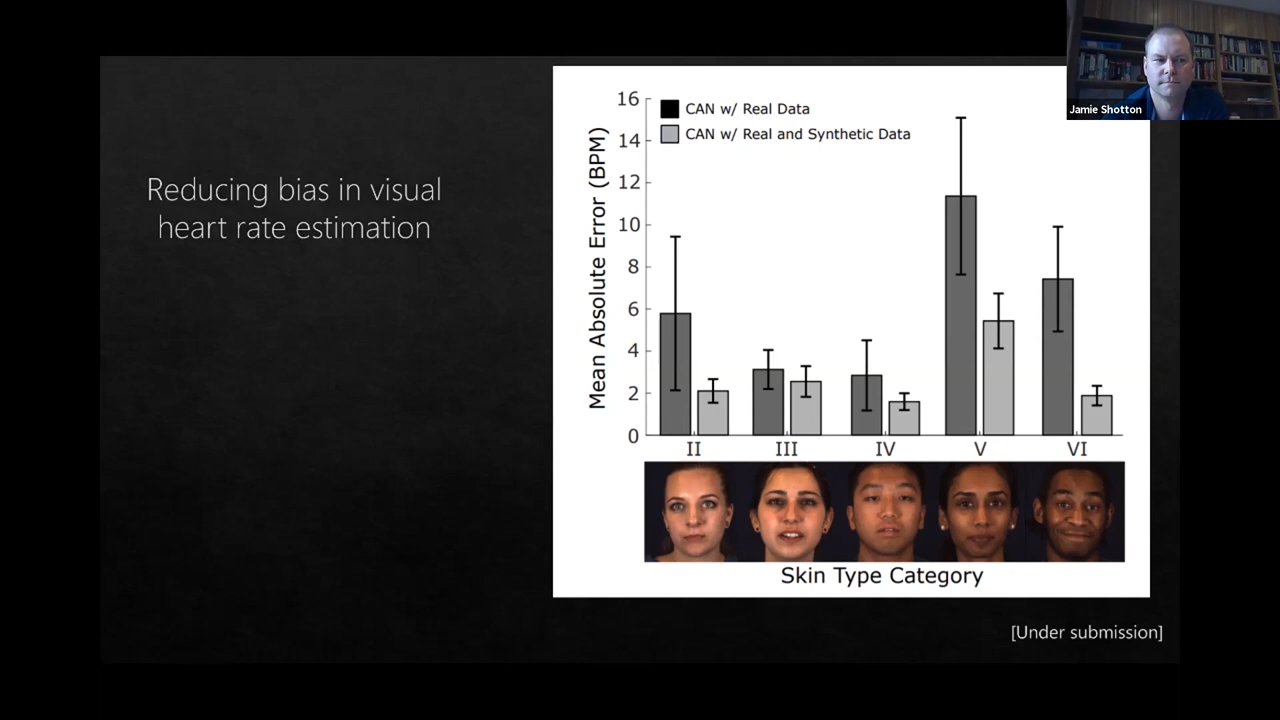 Reducing bias in visual
heart rate estimation
Jamie Shotton
CAN w/ Real Data
CAN w/ Real and Synthetic Data
Mean Absolute Error (BPM)
16
14
12
10
8
6
4
2
0
II III IV V VI
Skin Type Category
[Under submission]